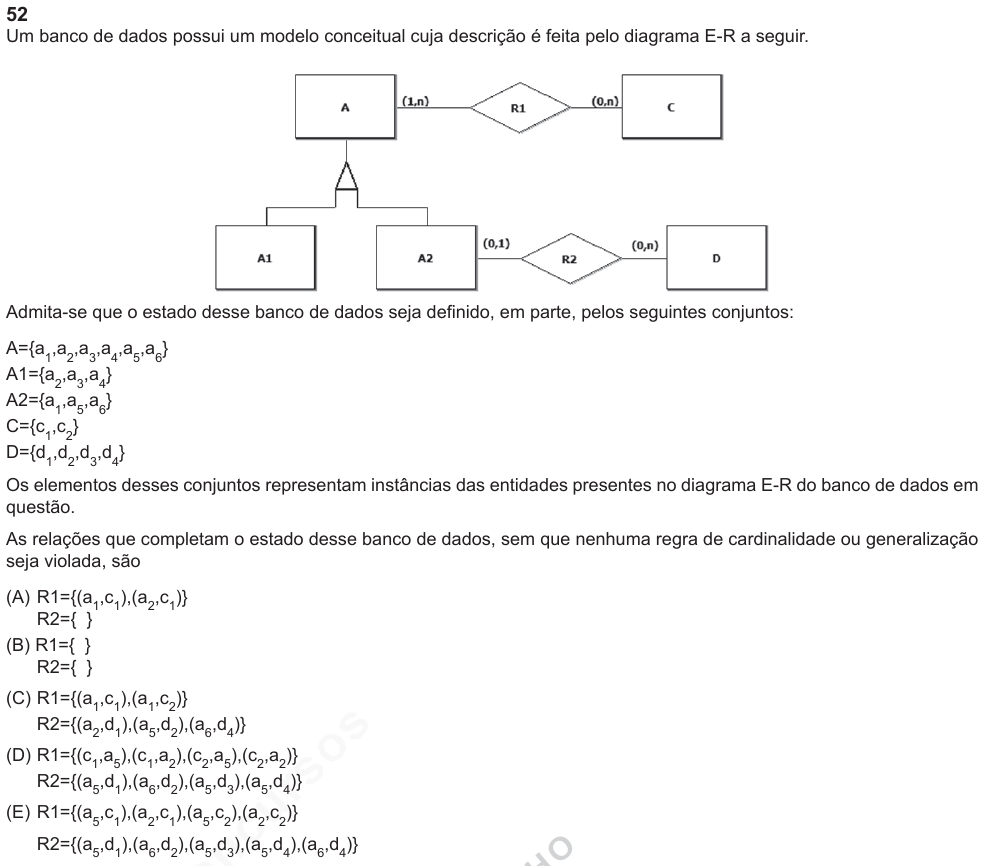 52
Um banco de dados possui um modelo conceitual cuja descrição é feita pelo diagrama E-R a seguir.
A (1,n) R1 (0,n) C
A1 A2 (0,1) R2 (0,n) D
Admita-se que o estado desse banco de dados seja definido, em parte, pelos seguintes conjuntos:
A={a1,a2,a3,a4,a5,a6}
A1={a2,a3,a4}
A2={a1,a5,a6}
C={c1,c2}
D={d1,d2,d3,d4}
Os elementos desses conjuntos representam instâncias das entidades presentes no diagrama E-R do banco de dados em
questão.
As relações que completam o estado desse banco de dados, sem que nenhuma regra de cardinalidade ou generalização
seja violada, são
(A) R1={(a1,c1),(a2,c1)}
R2={ }
(B) R1={ }
R2={ }
(C) R1={(a1,c1),(a1,c2)}
R2={(a2,d1),(a5,d2),(a6,d4)}
(D) R1={(c1,a5),(c1,a2),(c2,a5),(c2,a2)}
R2={(a5,d1),(a6,d2),(a5,d3),(a5,d4)}
(E) R1={(a5,c1),(a2,c1),(a5,c2),(a2,c2)}
R2={(a5,d1),(a6,d2),(a5,d3),(a5,d4),(a6,d4)}